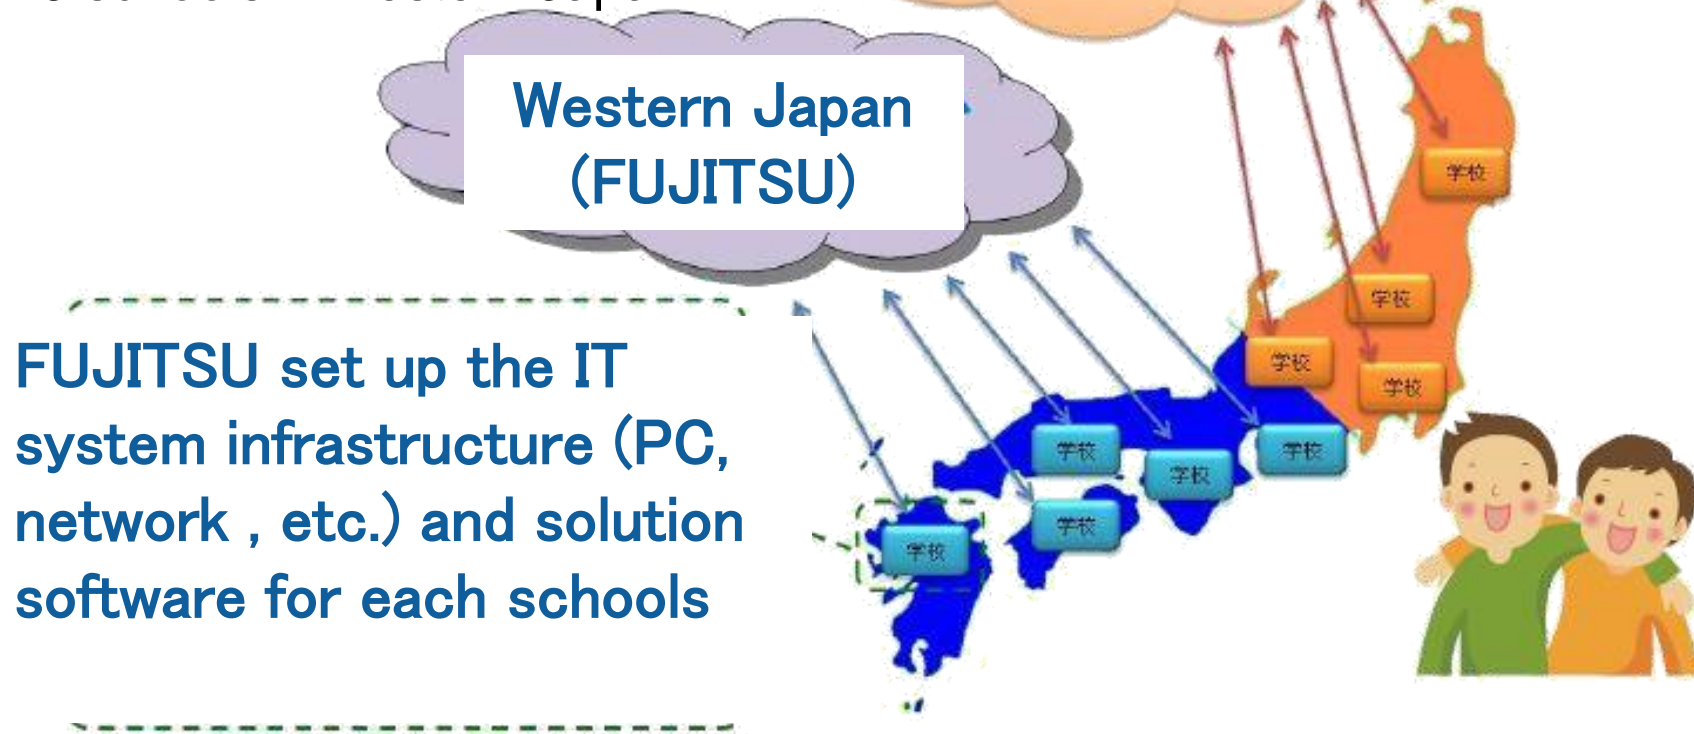 Western Japan
(FUJITSU)
学校
学校
学校
学校
学校
学校
学校
学校
学校
FUJITSU set up the IT
system infrastructure (PC,
network , etc.) and solution
software for each schools